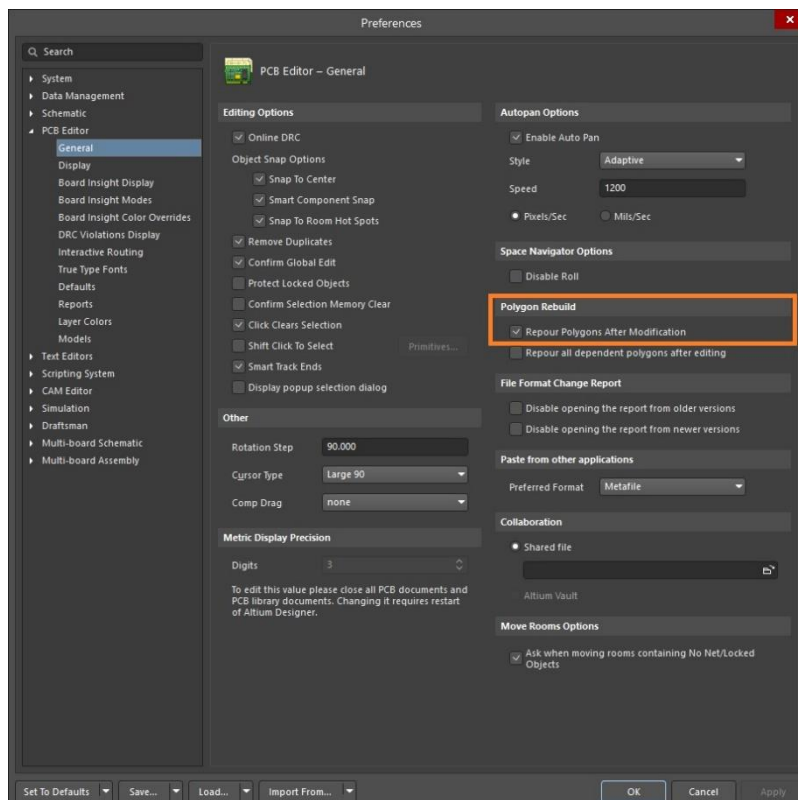 Preferences
Search
System
Data Management
Schematic
PCB Editor
General
Display
Board Insight Display
Board Insight Modes
Board Insight Color Overrides
DRC Violations Display
Interactive Routing
True Type Fonts
Defaults
Reports
Layer Colors
Models
Text Editors
Scripting System
CAM Editor
Simulation
Draftsman
Multi-board Schematic
Multi-board Assembly
PCB Editor – General
Editing Options
Online DRC
Object Snap Options
Snap To Center
Smart Component Snap
Snap To Room Hot Spots
Remove Duplicates
Confirm Global Edit
Protect Locked Objects
Confirm Selection Memory Clear
Click Clears Selection
Shift Click To Select Primitives...
Smart Track Ends
Display popup selection dialog
Other
Rotation Step 90.000
Cursor Type Large 90
Comp Drag none
Metric Display Precision
Digits 3
To edit this value please close all PCB documents and
PCB library documents. Changing it requires restart
of Altium Designer.
Autopan Options
Enable Auto Pan
Style Adaptive
Speed 1200
Pixels/Sec Mils/Sec
Space Navigator Options
Disable Roll
Polygon Rebuild
Repour Polygons After Modification
Repour all dependent polygons after editing
File Format Change Report
Disable opening the report from older versions
Disable opening the report from newer versions
Paste from other applications
Preferred Format Metafile
Collaboration
Shared file
Altium Vault
Move Rooms Options
Ask when moving rooms containing No Net/Locked
Objects
Set To Defaults Save... Load... Import From... OK Cancel Apply